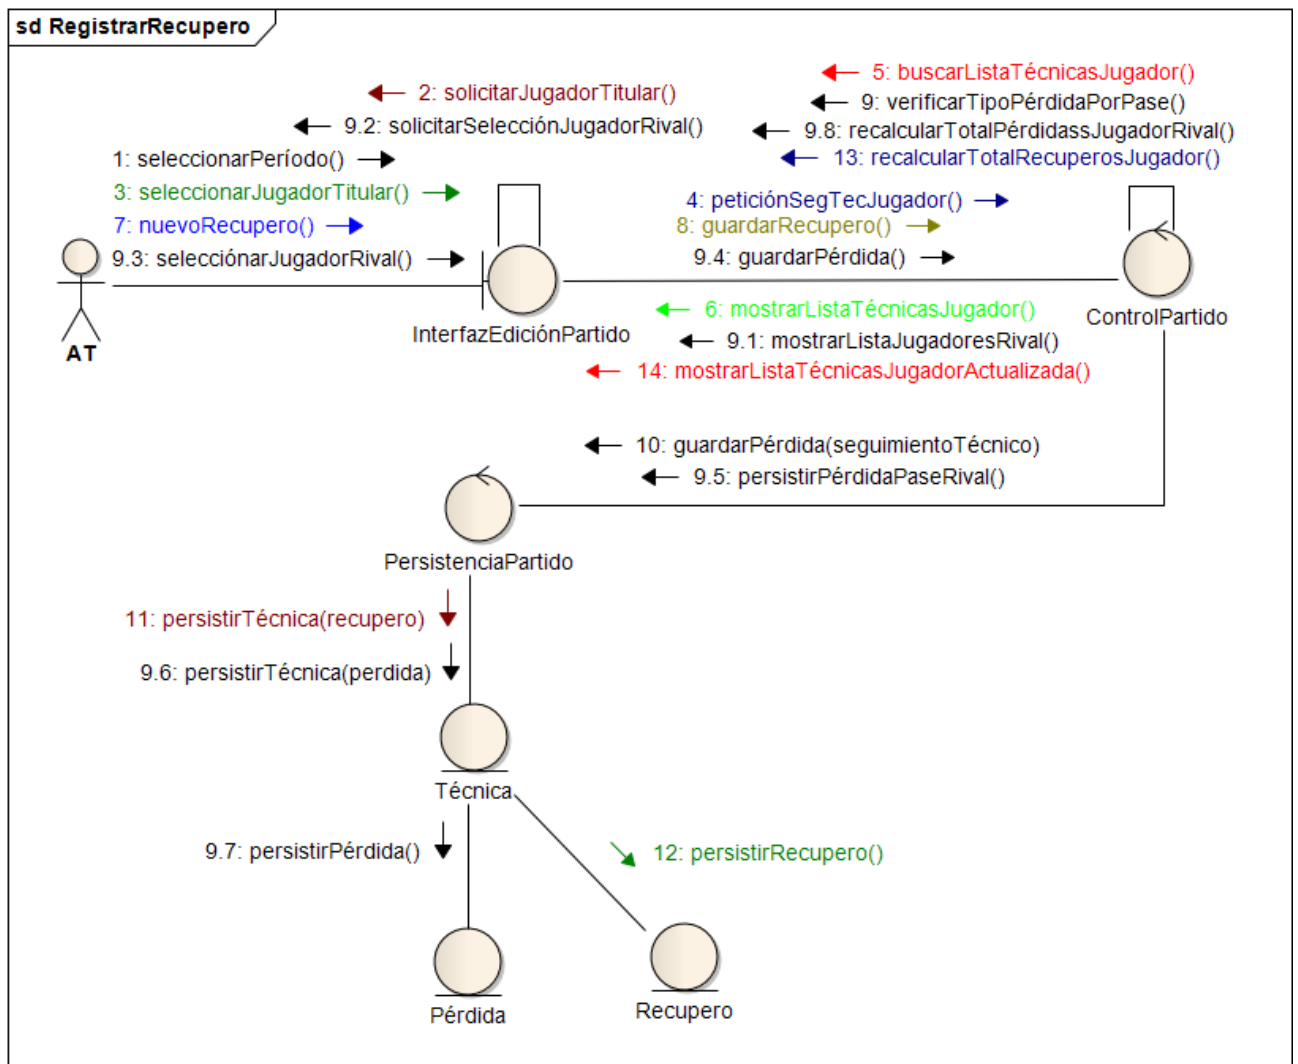 sd RegistrarRecupero
5: buscarListaTécnicasJugador()
2: solicitarJugadorTitular()
9: verificarTipoPérdidaPorPase()
9.2: solicitarSelecciónJugadorRival()
9.8: recalcularTotalPérdidassJugadorRival()
1: seleccionarPeríodo()
13: recalcularTotalRecuperosJugador()
3: seleccionarJugadorTitular()
4: peticiónSegTecJugador()
7: nuevoRecupero()
8: guardarRecupero()
9.3: selecciónarJugadorRival()
9.4: guardarPérdida()
6: mostrarListaTécnicasJugador()
ControlPartido
InterfazEdiciónPartido
9.1: mostrarListaJugadoresRival()
AT
14: mostrarListaTécnicasJugadorActualizada()
10: guardarPérdida(seguimientoTécnico)
9.5: persistirPérdidaPaseRival()
PersistenciaPartido
11: persistirTécnica(recupero)
9.6: persistirTécnica(perdida)
Técnica
9.7: persistirPérdida()
12: persistirRecupero()
Pérdida
Recupero